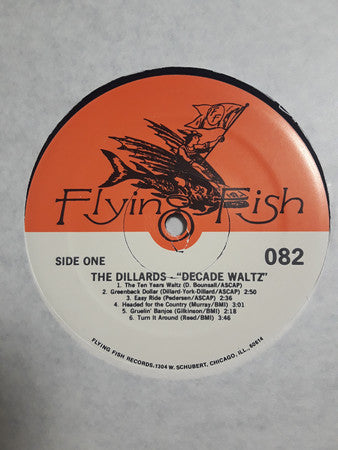 Flying Fish
SIDE ONE
082
THE DILLARDS - "DECADE WALTZ"
1. The Ten Years Waltz (D. Bounsall/ASCAP)
2. Greenback Dollar (Dillard-York-Dillard/ASCAP) 2:50
3. Easy Ride (Pedersen/ASCAP) 2:36
4. Headed for the Country (Murray/BMI) 3:01
5. Gruelin' Banjos (Gilkinson/BMI) 2:18
6. Turn It Around (Reed/BMI) 3:46
FLYING FISH RECORDS/1304 W. SCHUBERT, CHICAGO, ILL. 60614